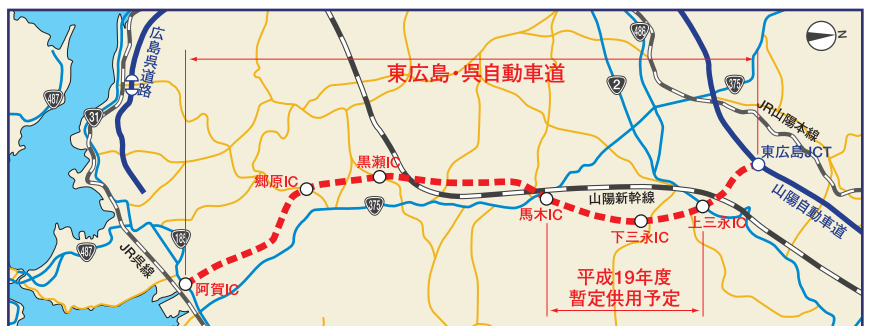 広島呉道路
487
31
東広島・呉自動車道
486
2
375
N
JR山陽本線
東広島JCT
黒瀬IC
郷原IC
375
山陽新幹線
馬木IC
下三永IC
上三永IC
山陽自動車道
185
487
JR呉線
阿賀IC
平成19年度
暫定供用予定